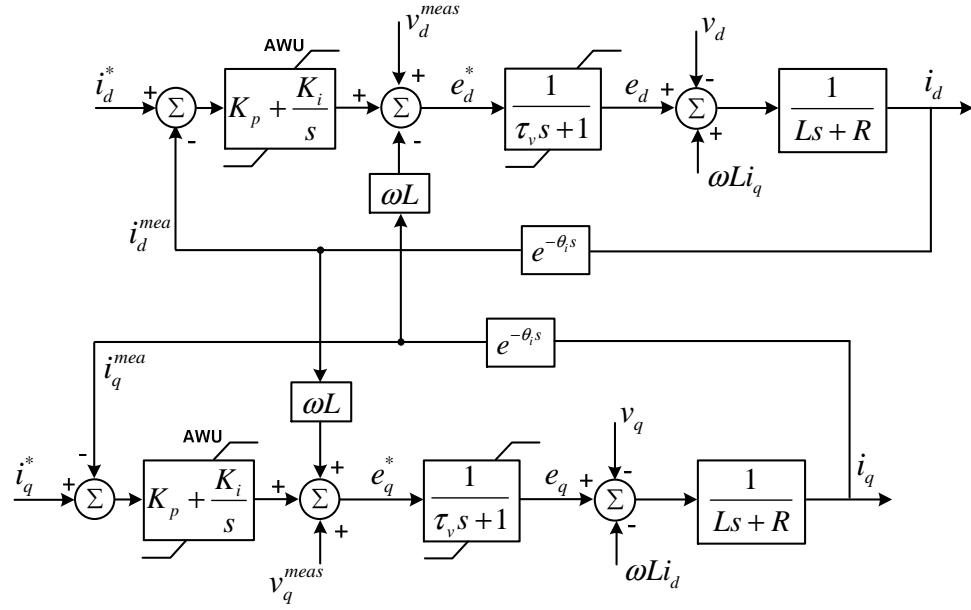 v_d^{meas}
v_d
AWU
i_d^*
+
Σ
-
K_p + K_i/s
+
+
Σ
-
e_d^*
1/(τ_v s + 1)
e_d
+
-
Σ
+
1/(Ls + R)
i_d
ωL
ωLi_q
i_d^{mea}
e^{-θ_i s}
e^{-θ_i s}
i_q^{mea}
ωL
v_q
AWU
i_q^*
-
+
Σ
K_p + K_i/s
+
+
Σ
+
e_q^*
1/(τ_v s + 1)
e_q
+
-
Σ
-
1/(Ls + R)
i_q
v_q^{meas}
ωLi_d